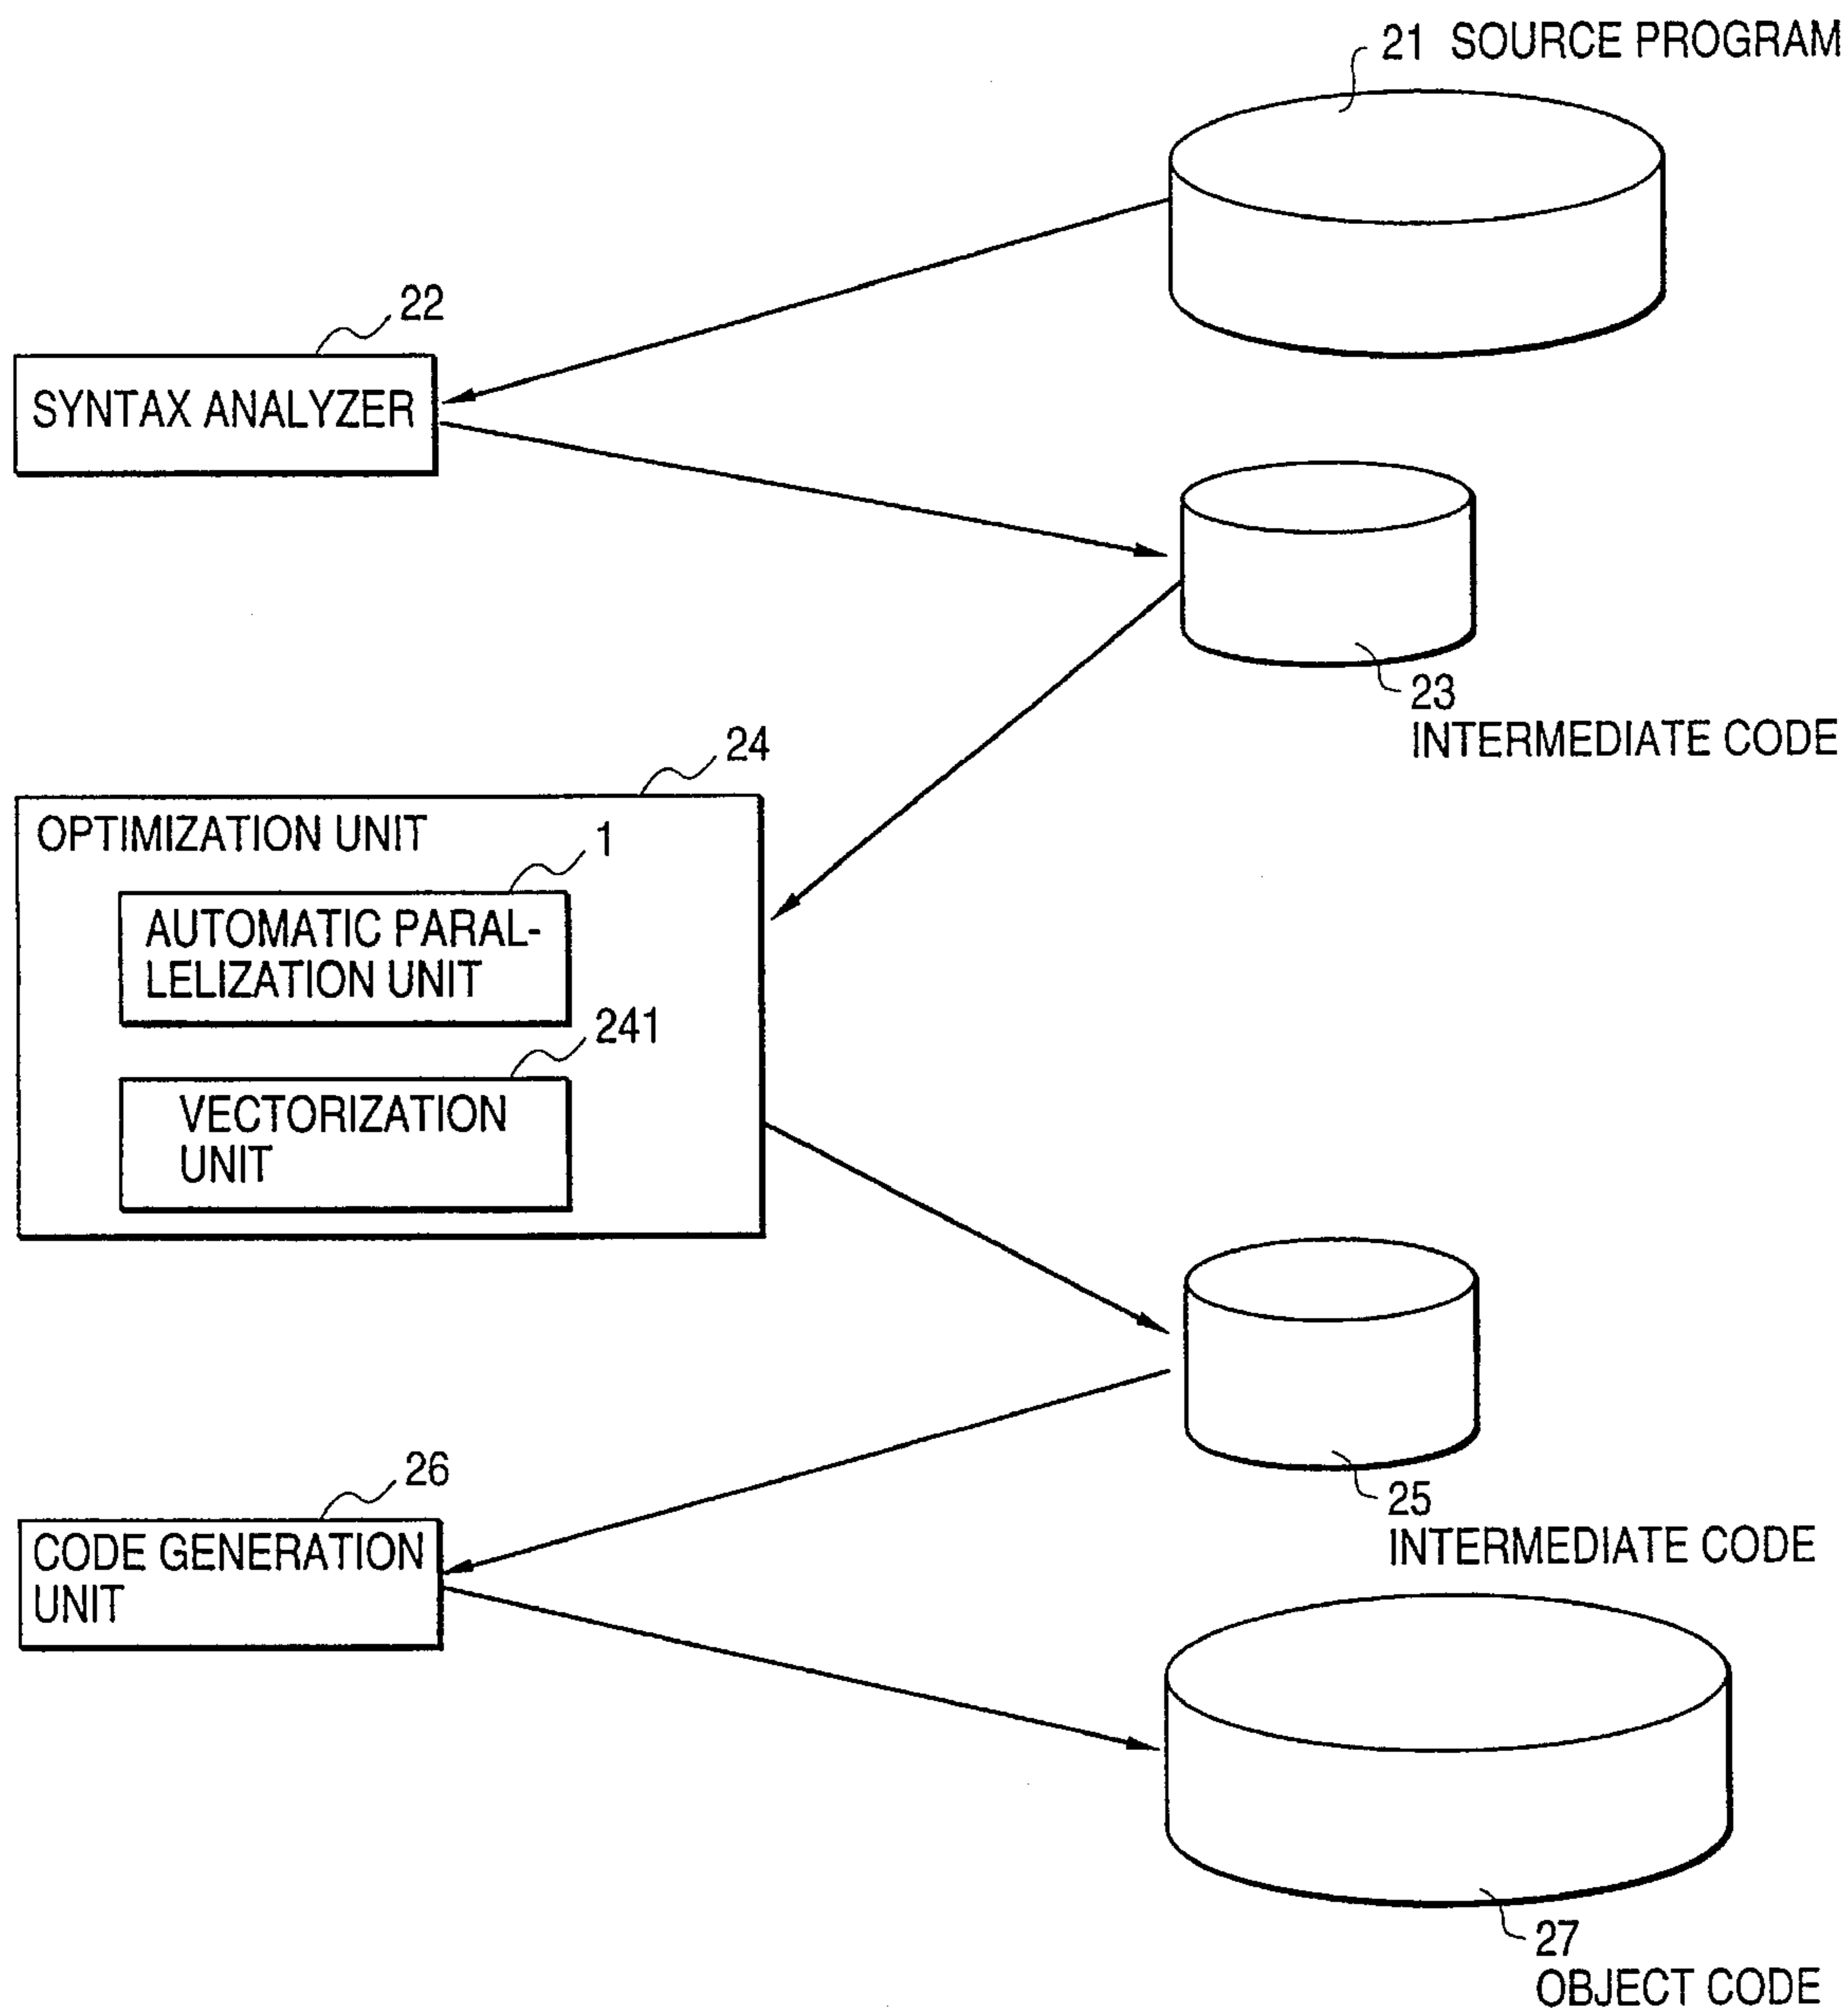 21 SOURCE PROGRAM
22
SYNTAX ANALYZER
23
INTERMEDIATE CODE
24
OPTIMIZATION UNIT
1
AUTOMATIC PARAL-
LELIZATION UNIT
241
VECTORIZATION
UNIT
25
INTERMEDIATE CODE
26
CODE GENERATION
UNIT
27
OBJECT CODE